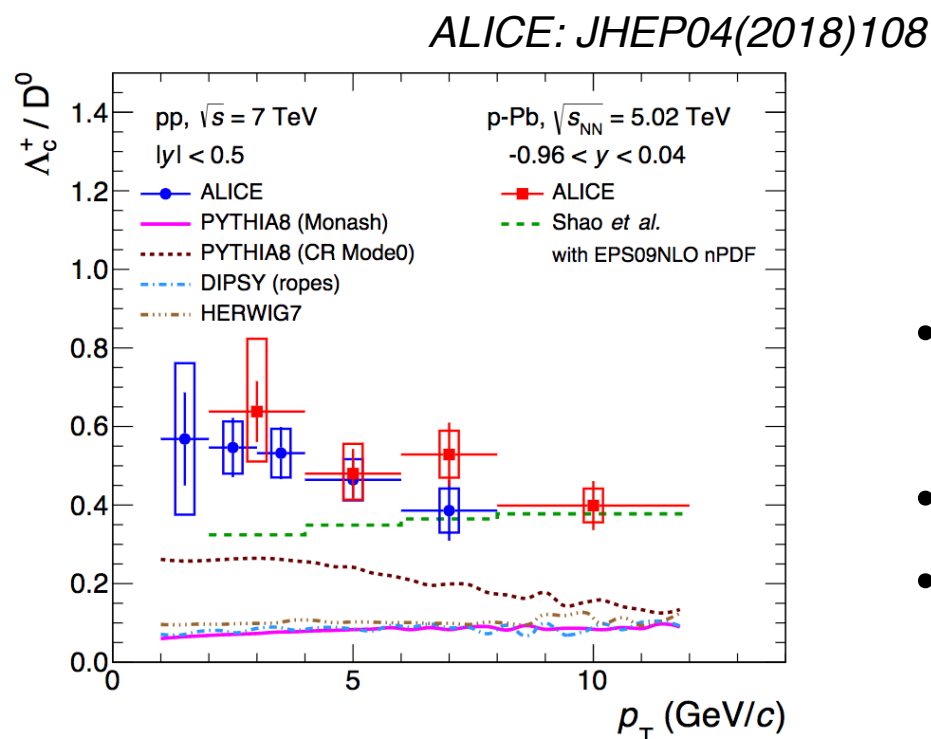 ALICE: JHEP04(2018)108
Λc+ / D0
1.4
1.2
1.0
0.8
0.6
0.4
0.2
0.0
pp, √s = 7 TeV
|y| < 0.5
ALICE
PYTHIA8 (Monash)
PYTHIA8 (CR Mode0)
DIPSY (ropes)
HERWIG7
p-Pb, √sNN = 5.02 TeV
-0.96 < y < 0.04
ALICE
Shao et al.
with EPS09NLO nPDF
0 5 10
pT (GeV/c)